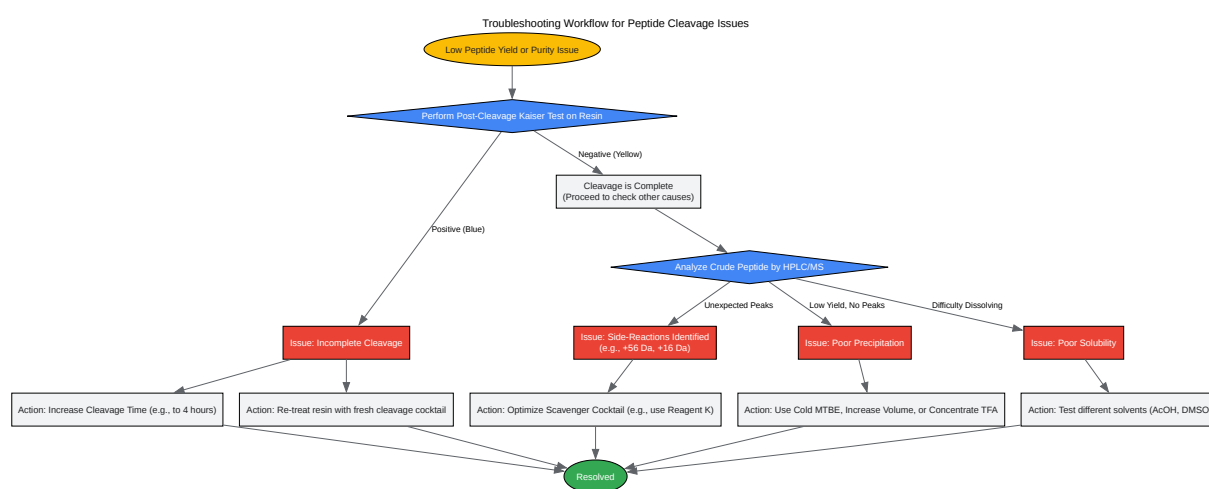 Troubleshooting Workflow for Peptide Cleavage Issues
Low Peptide Yield or Purity Issue
Perform Post-Cleavage Kaiser Test on Resin
Negative (Yellow)
Cleavage is Complete
(Proceed to check other causes)
Positive (Blue)
Analyze Crude Peptide by HPLC/MS
Unexpected Peaks
Low Yield, No Peaks
Difficulty Dissolving
Issue: Incomplete Cleavage
Issue: Side-Reactions Identified
(e.g., +56 Da, +16 Da)
Issue: Poor Precipitation
Issue: Poor Solubility
Action: Increase Cleavage Time (e.g., to 4 hours)
Action: Re-treat resin with fresh cleavage cocktail
Action: Optimize Scavenger Cocktail (e.g., use Reagent K)
Action: Use Cold MTBE, Increase Volume, or Concentrate TFA
Action: Test different solvents (AcOH, DMSO
Resolved